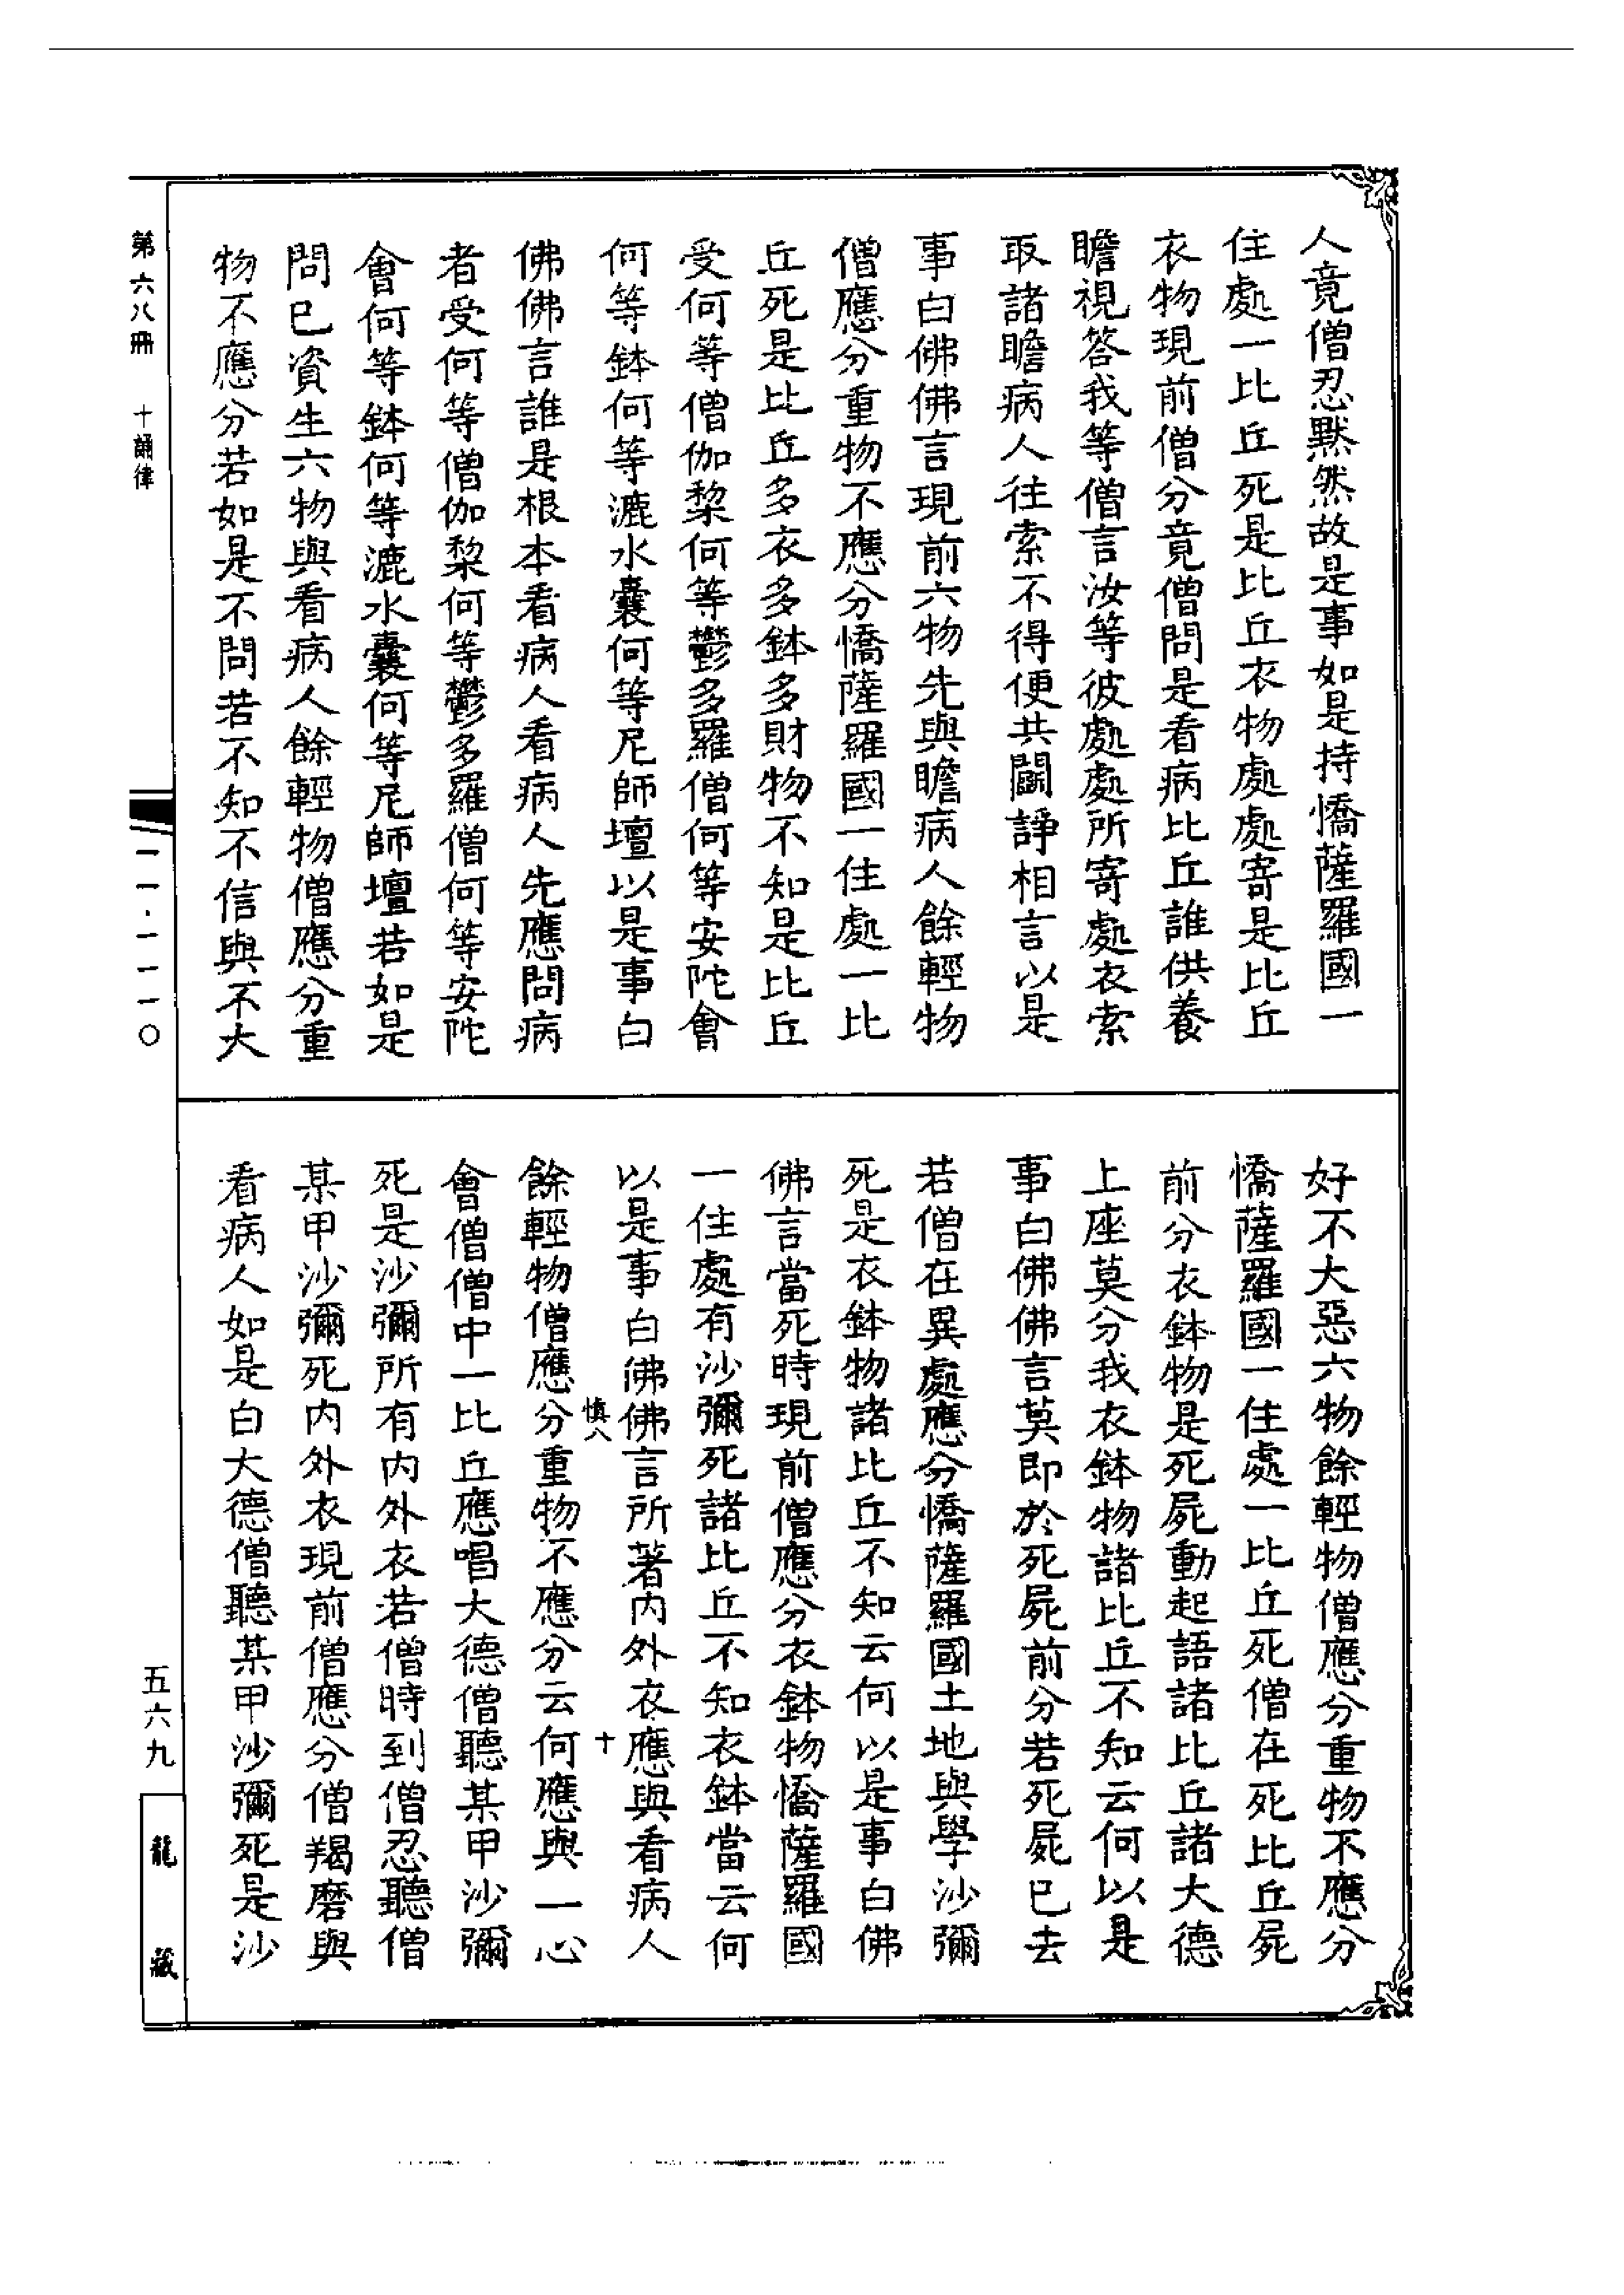 人竟僧忍默然故是事如是持憍薩羅國一
住處一比丘死是比丘衣物處處寄是比丘
衣物現前僧分竟僧問是看病比丘誰供養
瞻視答我等僧言汝等彼處處所寄處衣索
取諸瞻病人往索不得便共鬪諍相言以是
事白佛佛言現前六物先與瞻病人餘輕物
僧應分重物不應分憍薩羅國一住處一比
丘死是比丘多衣多鉢多財物不知是比丘
受何等僧伽棃何等鬱多羅僧何等安陀會
何等鉢何等漉水囊何等尼師壇以是事白
佛佛言誰是根本看病人看病人先應問病
者受何等僧伽棃何等鬱多羅僧何等安陀
會何等鉢何等漉水囊何等尼師壇若如是
問已資生六物與看病人餘輕物僧應分重
物不應分若如是不問若不知不信與不大
好不大惡六物餘輕物僧應分重物不應分
憍薩羅國一住處一比丘死僧在死比丘屍
前分衣鉢物是死屍動起語諸比丘諸大德
上座莫分我衣鉢物諸比丘不知云何以是
事白佛佛言莫即於死屍前分若死屍已去
若僧在異處應分憍薩羅國土地與學沙彌
死是衣鉢物諸比丘不知云何以是事白佛
佛言當死時現前僧應分衣鉢物憍薩羅國
一住處有沙彌死諸比丘不知衣鉢當云何
以是事白佛佛言所著內外衣應與看病人
慎八
十
餘輕物僧應分重物不應分云何應與一心
會僧僧中一比丘應唱大德僧聽某甲沙彌
死是沙彌所有內外衣若僧時到僧忍聽僧
某甲沙彌死內外衣現前僧應分僧羯磨與
看病人如是白大德僧聽某甲沙彌死是沙
第六八冊 十誦律
一一·一一一〇
五六九
龍藏